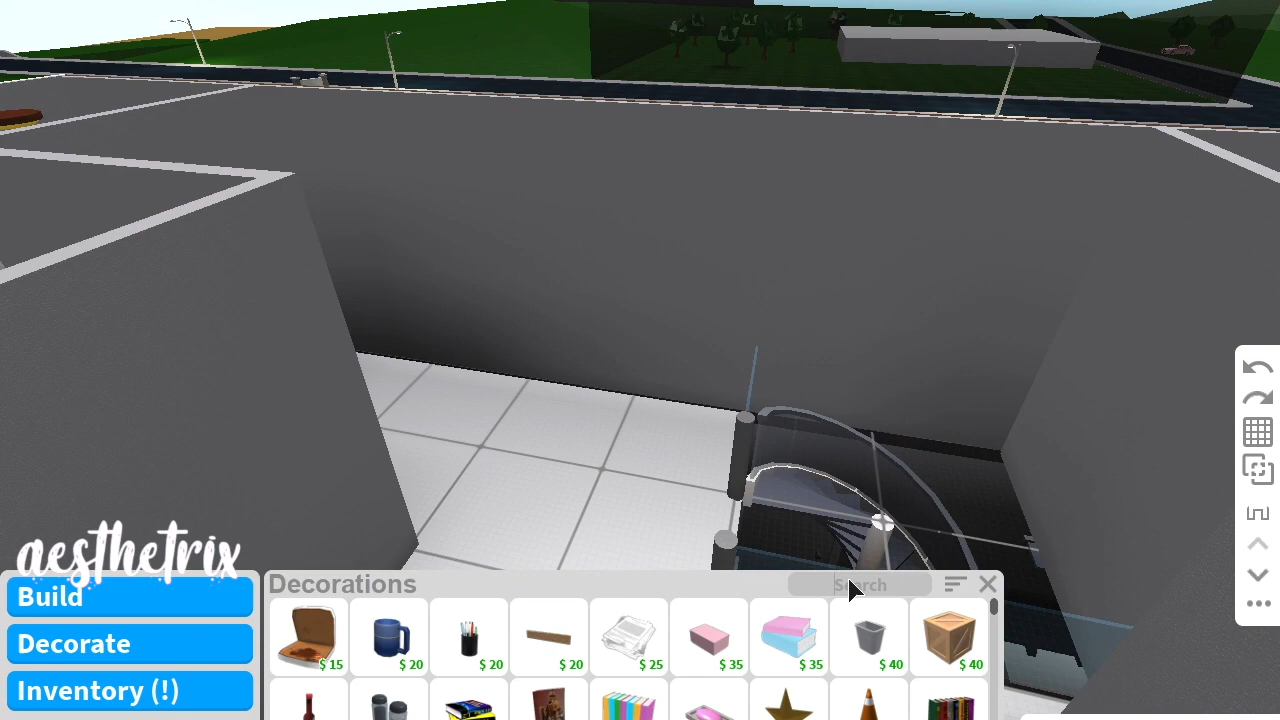 aesthetrix
Build
Decorate
Inventory (!)
Decorations
Search
$ 15
$ 20
$ 20
$ 20
$ 25
$ 35
$ 35
$ 40
$ 40